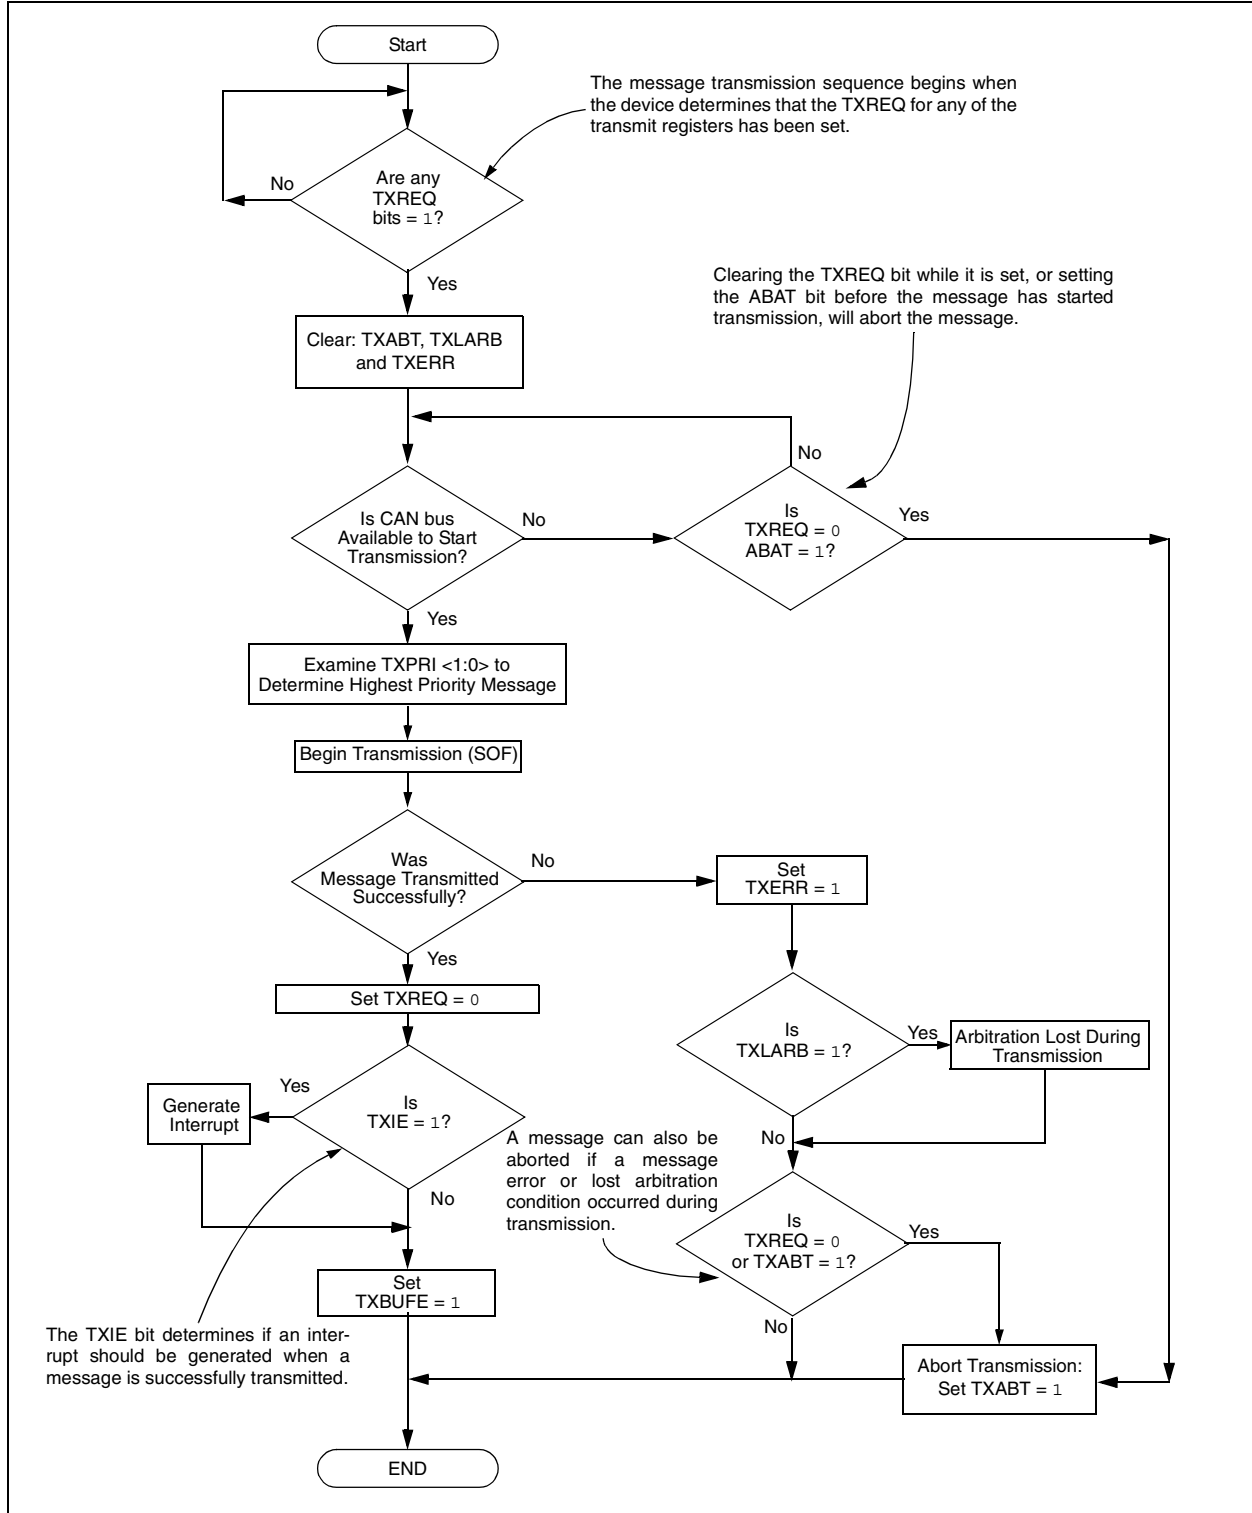 Start
The message transmission sequence begins when
the device determines that the TXREQ for any of the
transmit registers has been set.
No
Are any
TXREQ
bits = 1?
Yes
Clearing the TXREQ bit while it is set, or setting
the ABAT bit before the message has started
transmission, will abort the message.
Clear: TXABT, TXLARB
and TXERR
No
Is CAN bus
Available to Start
Transmission?
No
Is
TXREQ = 0
ABAT = 1?
Yes
Yes
Examine TXPRI <1:0> to
Determine Highest Priority Message
Begin Transmission (SOF)
Was
Message Transmitted
Successfully?
No
Set
TXERR = 1
Yes
Set TXREQ = 0
Is
TXLARB = 1?
Yes
Arbitration Lost During
Transmission
Yes
Generate
Interrupt
Is
TXIE = 1?
No
A message can also be
aborted if a message
error or lost arbitration
condition occurred during
transmission.
No
Is
TXREQ = 0
or TXABT = 1?
Yes
Set
TXBUFE = 1
No
The TXIE bit determines if an inter-
rupt should be generated when a
message is successfully transmitted.
Abort Transmission:
Set TXABT = 1
END